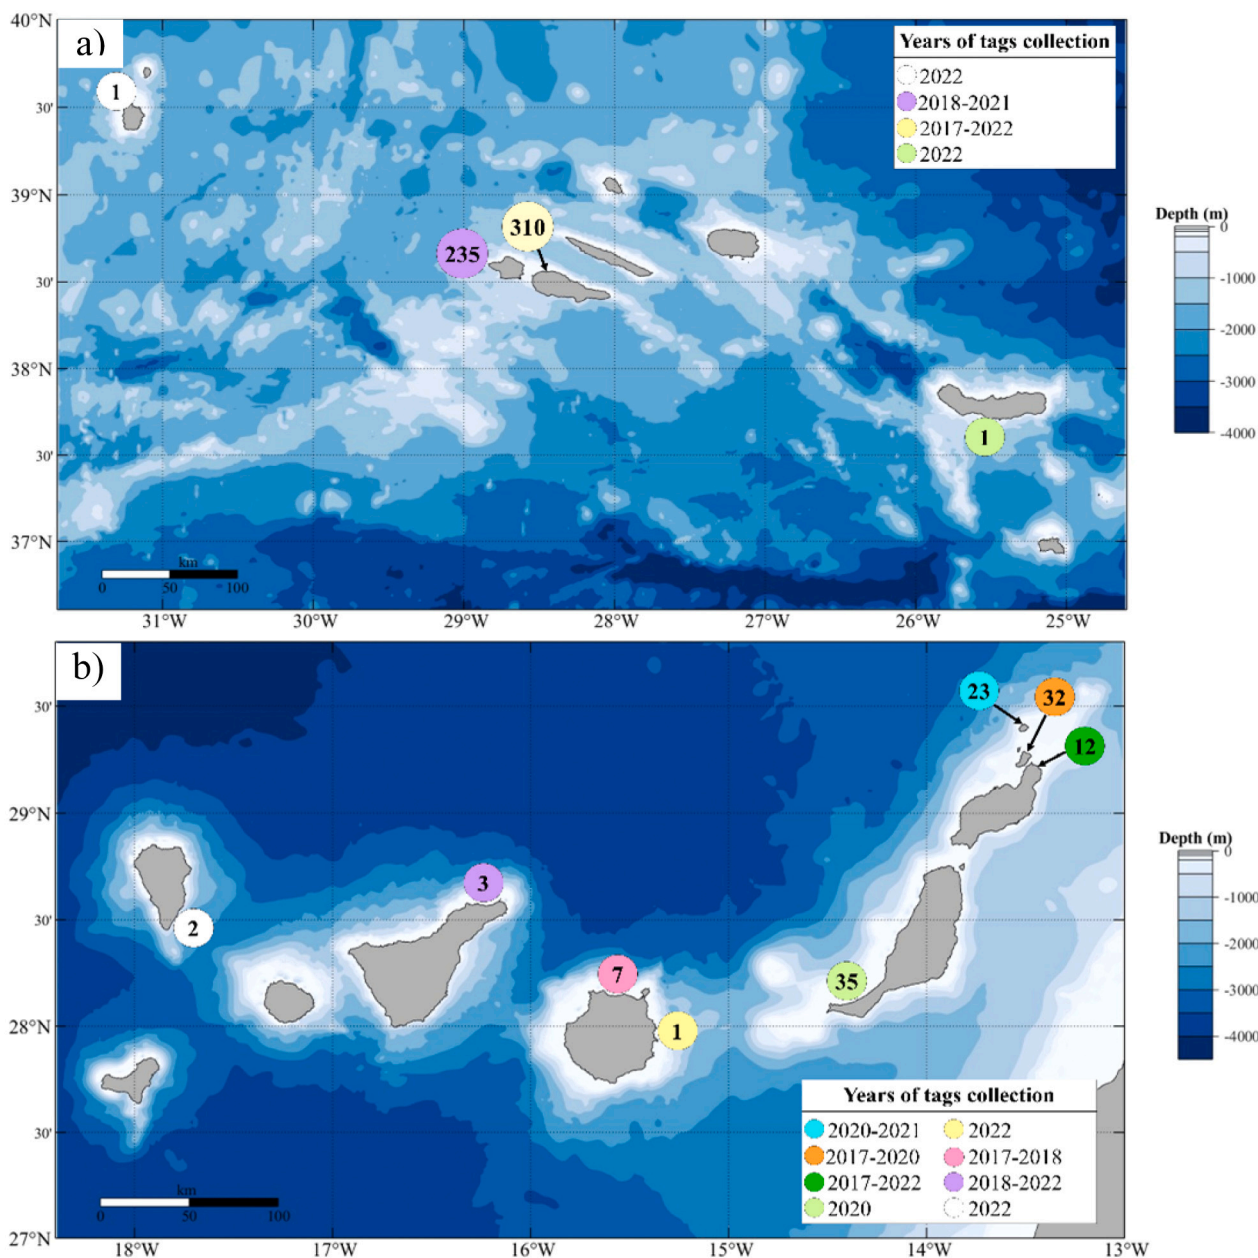 a)
40°N
30'
39°N
30'
38°N
30'
37°N
31°W
30°W
29°W
28°W
27°W
26°W
25°W
1
235
310
1
Years of tags collection
2022
2018-2021
2017-2022
2022
km
0 50 100
Depth (m)
0
-1000
-2000
-3000
-4000
b)
30'
29°N
30'
28°N
30'
27°N
18°W
17°W
16°W
15°W
14°W
13°W
23
32
12
3
2
7
35
1
Years of tags collection
2020-2021 2022
2017-2020 2017-2018
2017-2022 2018-2022
2020 2022
km
0 50 100
Depth (m)
0
-1000
-2000
-3000
-4000